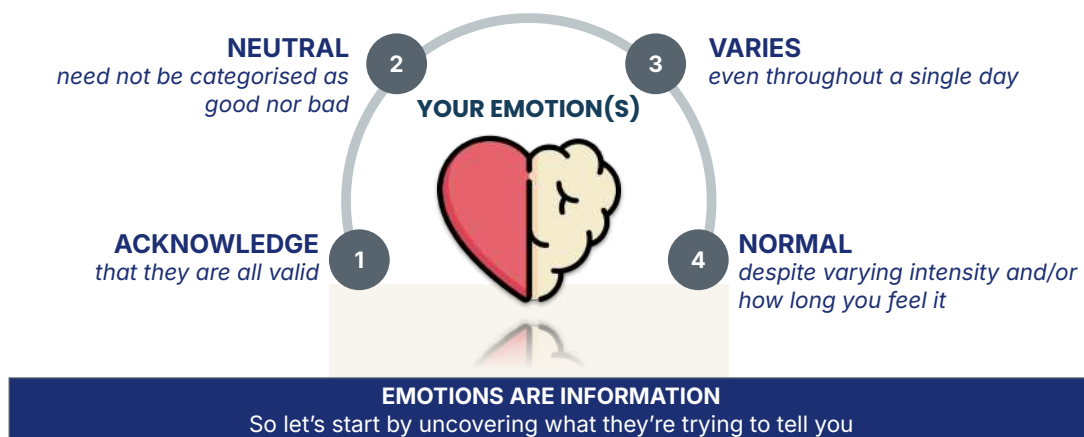 YOUR EMOTION(S)
1
ACKNOWLEDGE
that they are all valid
2
NEUTRAL
need not be categorised as
good nor bad
3
VARIES
even throughout a single day
4
NORMAL
despite varying intensity and/or
how long you feel it
EMOTIONS ARE INFORMATION
So let's start by uncovering what they're trying to tell you